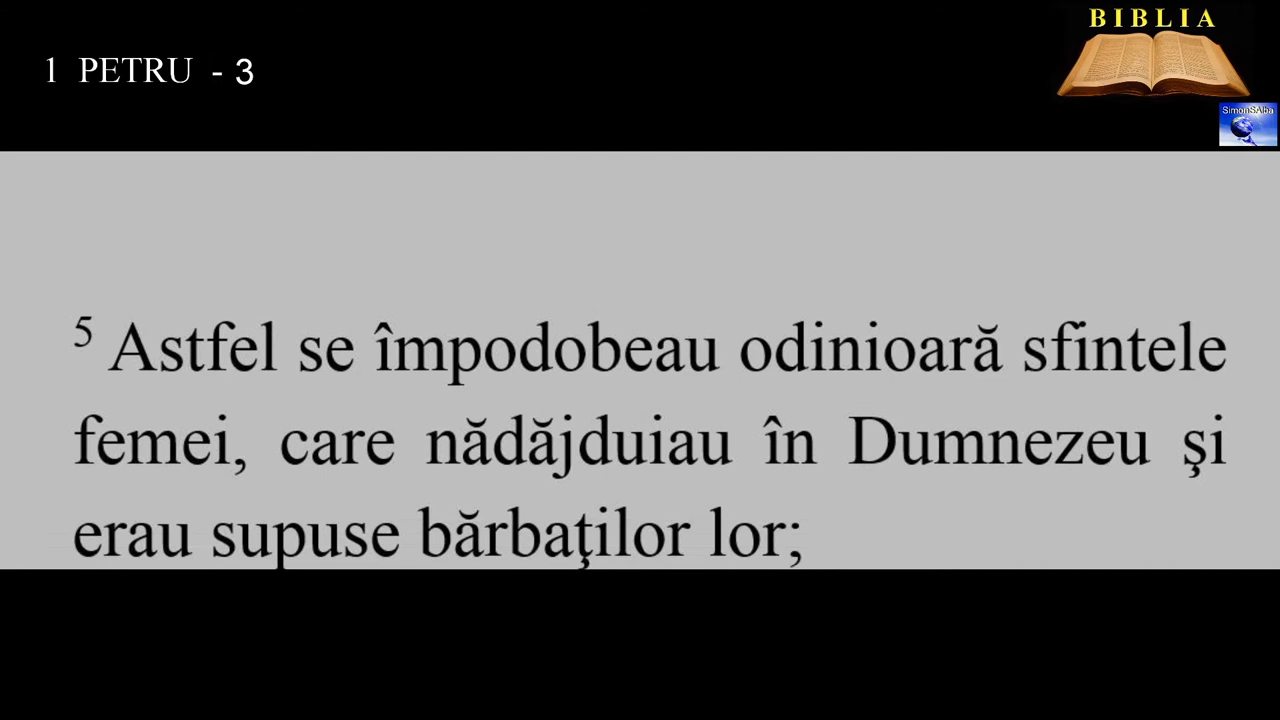 BIBLIA
1 PETRU - 3
SimonSAlba
5 Astfel se împodobeau odinioară sfintele
femei, care nădăjduiau în Dumnezeu şi
erau supuse bărbaţilor lor;